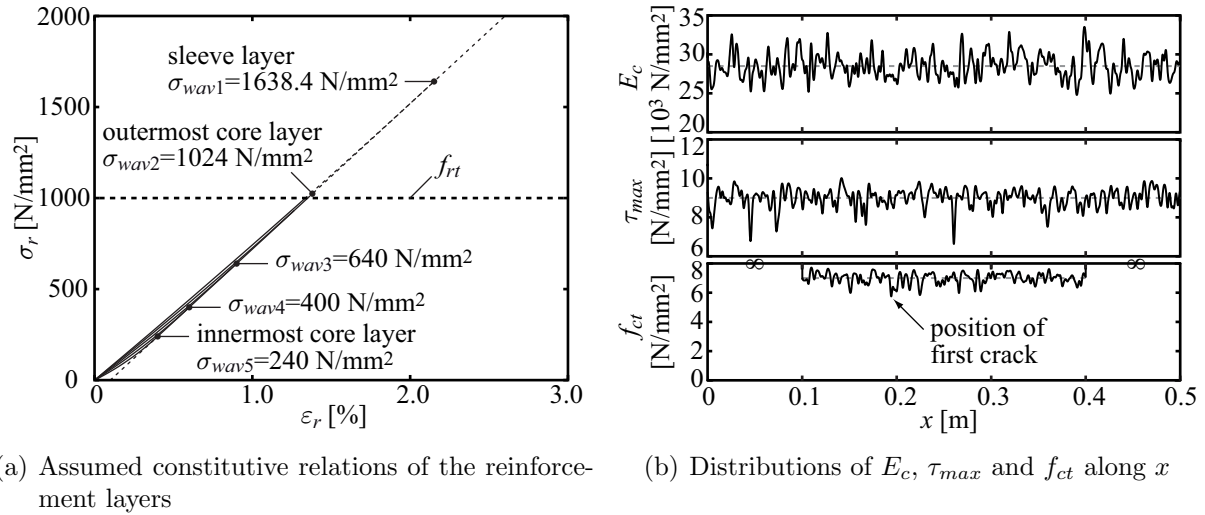 2000
1500
1000
500
0
σr [N/mm2]
sleeve layer
σwav1=1638.4 N/mm2
outermost core layer
σwav2=1024 N/mm2
frt
σwav3=640 N/mm2
σwav4=400 N/mm2
innermost core layer
σwav5=240 N/mm2
0 1.0 2.0 3.0
εr [%]
(a) Assumed constitutive relations of the reinforce-
ment layers
Ec
[10³ N/mm2]
35
30
25
20
τmax
[N/mm2]
12
10
8
6
fct
[N/mm2]
8
6
4
2
0
∞ ∞
position of
first crack
0 0.1 0.2 0.3 0.4 0.5
x [m]
(b) Distributions of Ec, τmax and fct along x